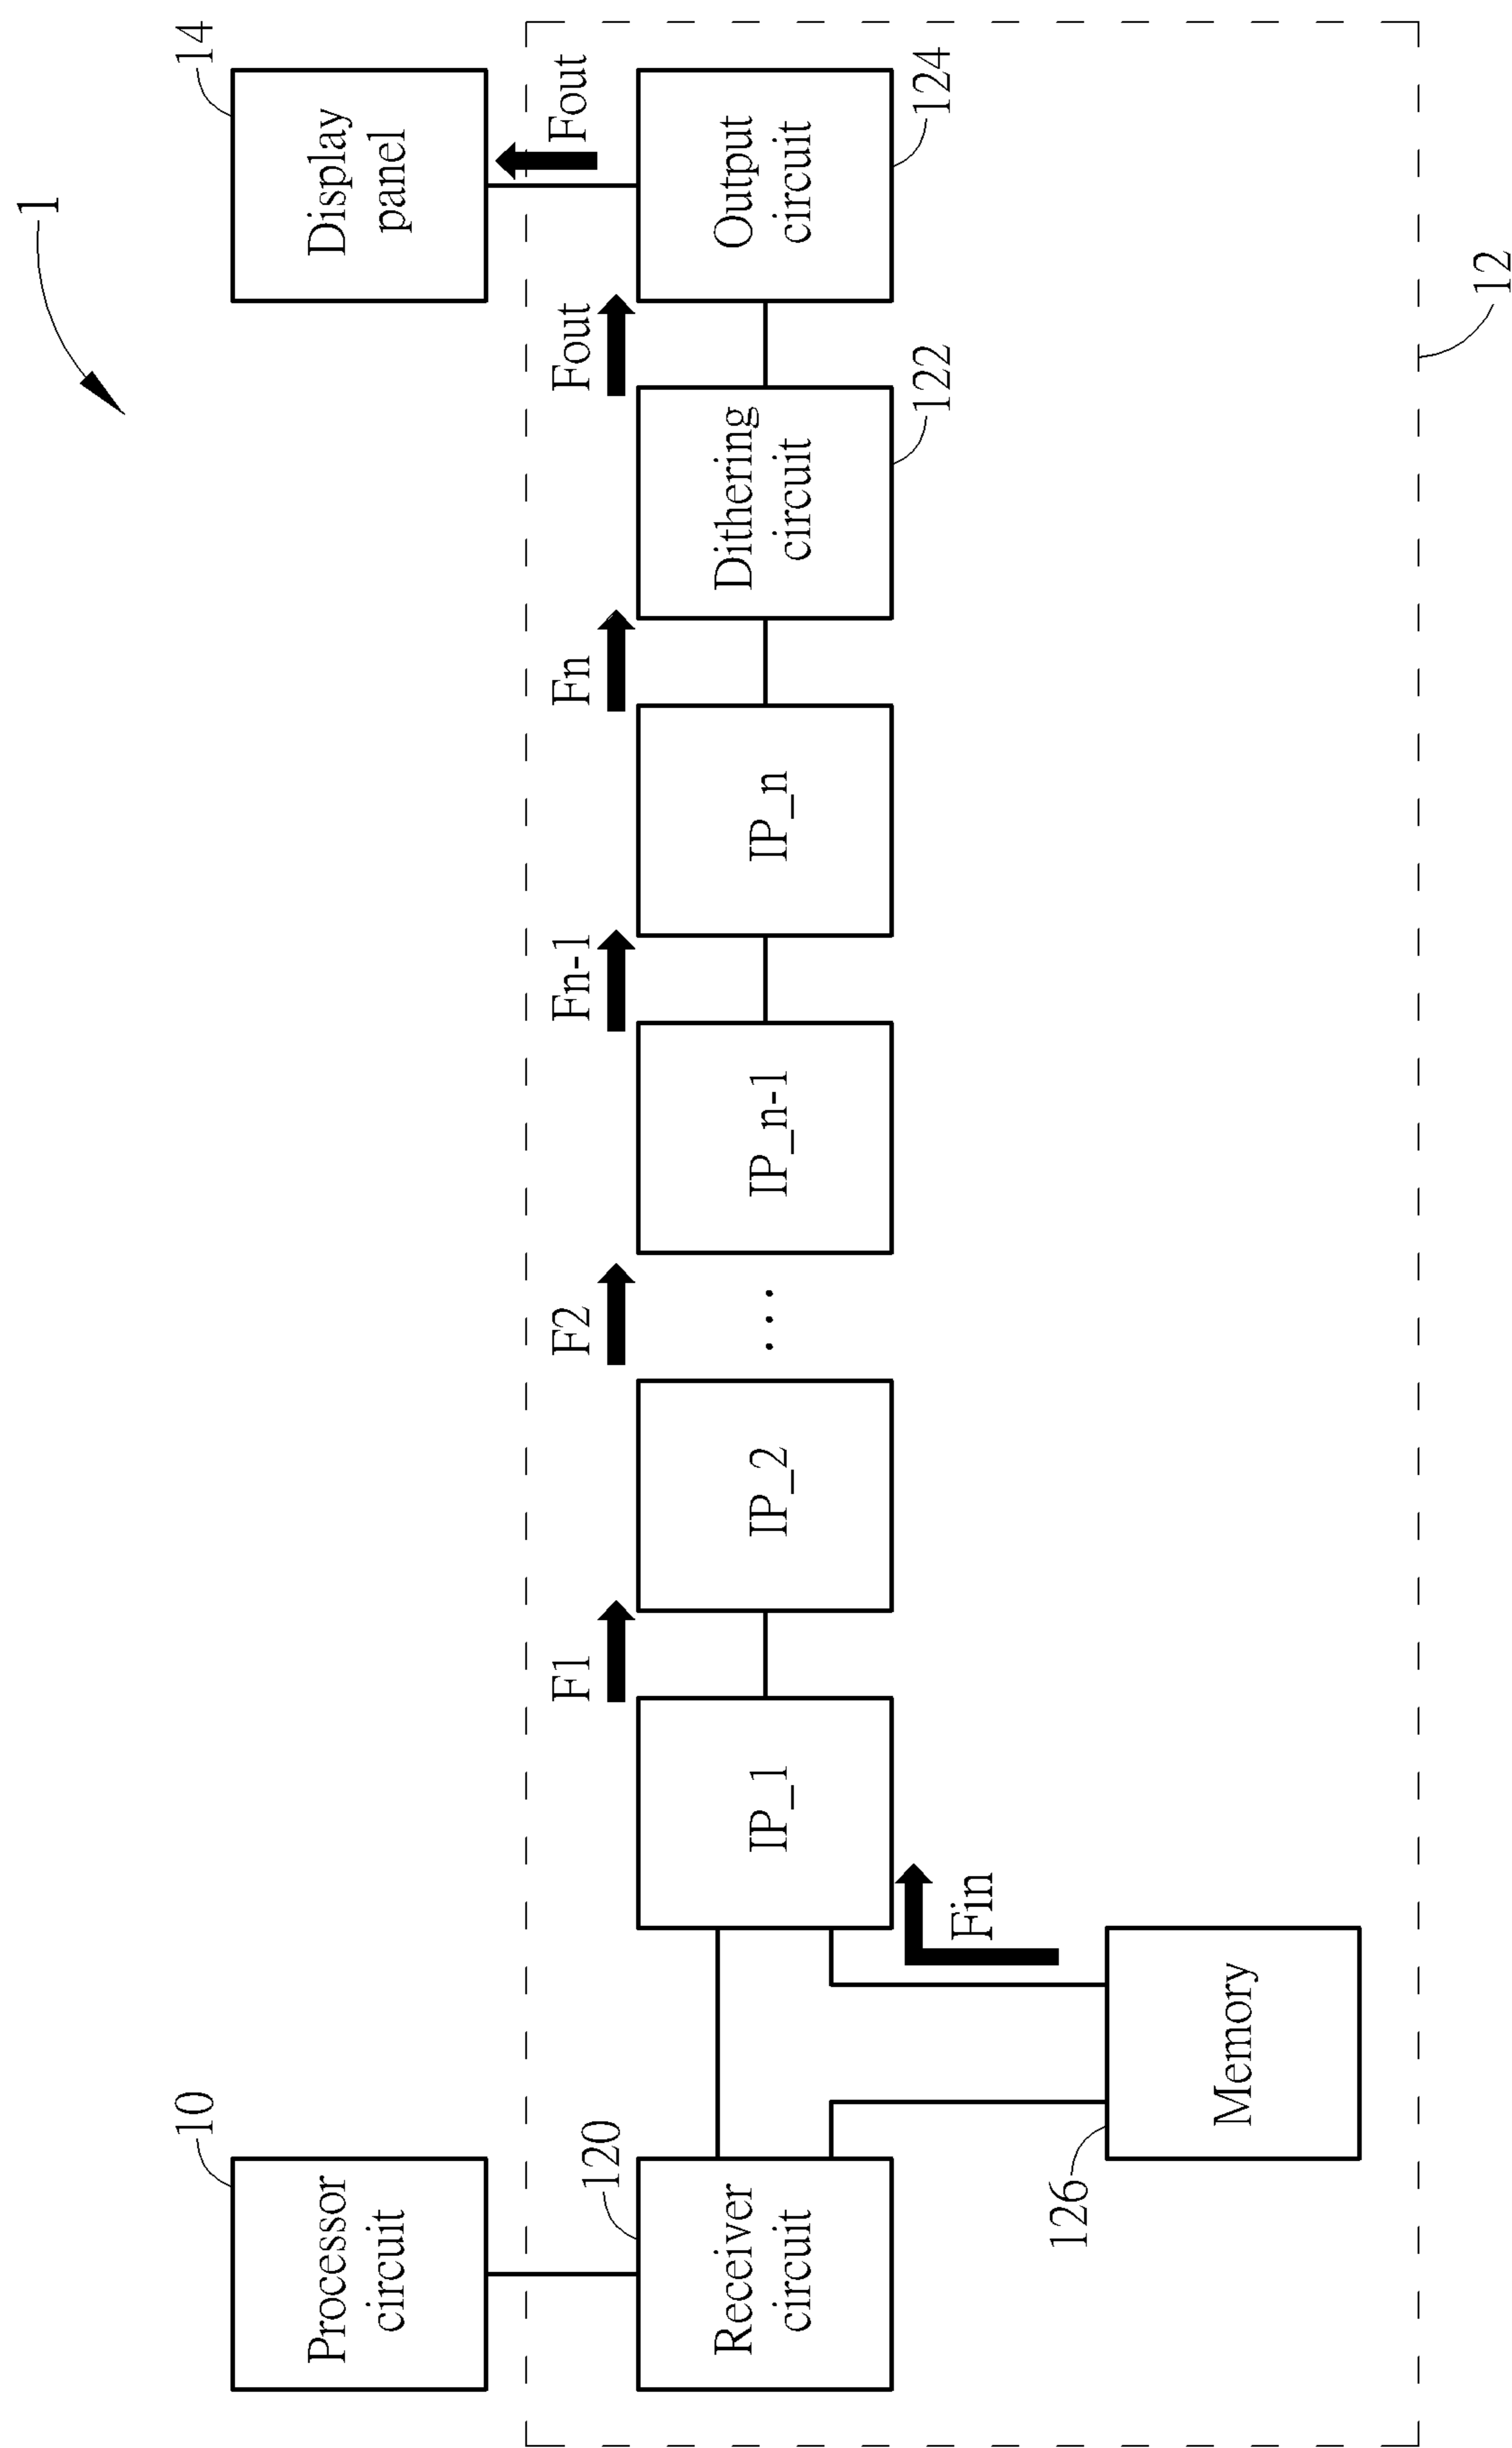 1
10
Processor
circuit
14
Display
panel
Fout
F1
F2
Fn-1
Fn
Fout
120
Receiver
circuit
IP_1
IP_2
. . .
IP_n-1
IP_n
Dithering
circuit
122
Output
circuit
124
Fin
126
Memory
12